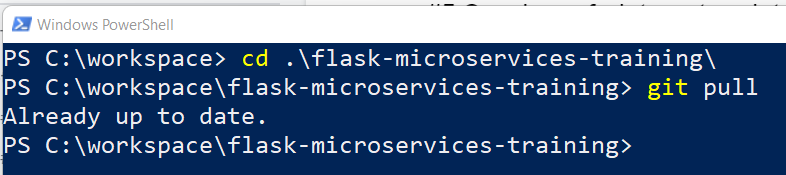 Windows PowerShell
PS C:\workspace> cd .\flask-microservices-training\
PS C:\workspace\flask-microservices-training> git pull
Already up to date.
PS C:\workspace\flask-microservices-training>